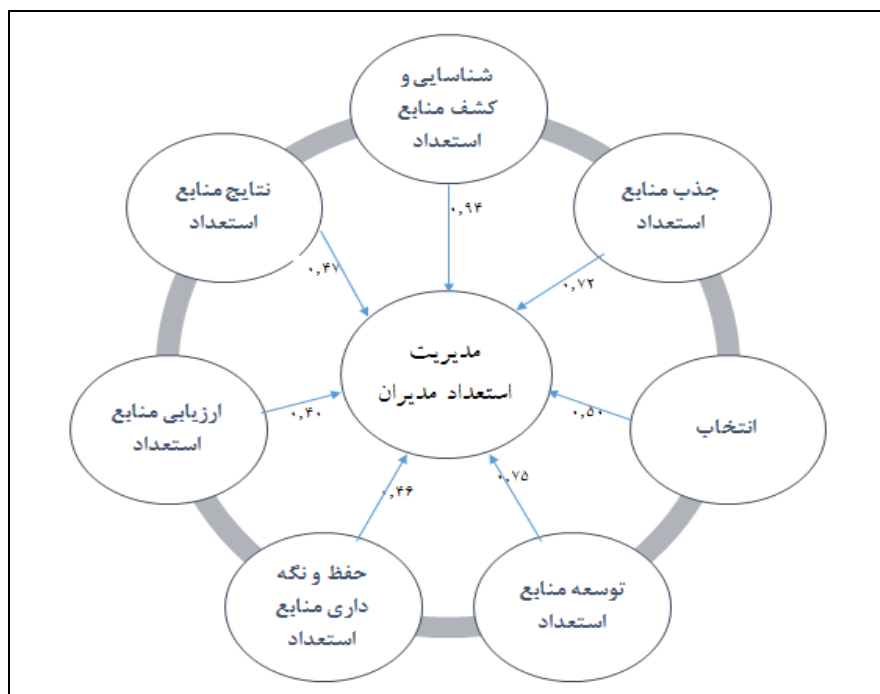 شناسایی و
کشف منابع
استعداد
جذب منابع
استعداد
انتخاب
توسعه منابع
استعداد
حفظ و نگه
داری منابع
استعداد
ارزیابی منابع
استعداد
نتایج منابع
استعداد
مدیریت
استعداد مدیران
۰,۹۴
۰,۷۲
۰,۵۰
۰,۷۵
۰,۴۶
۰,۴۰
۰,۴۷